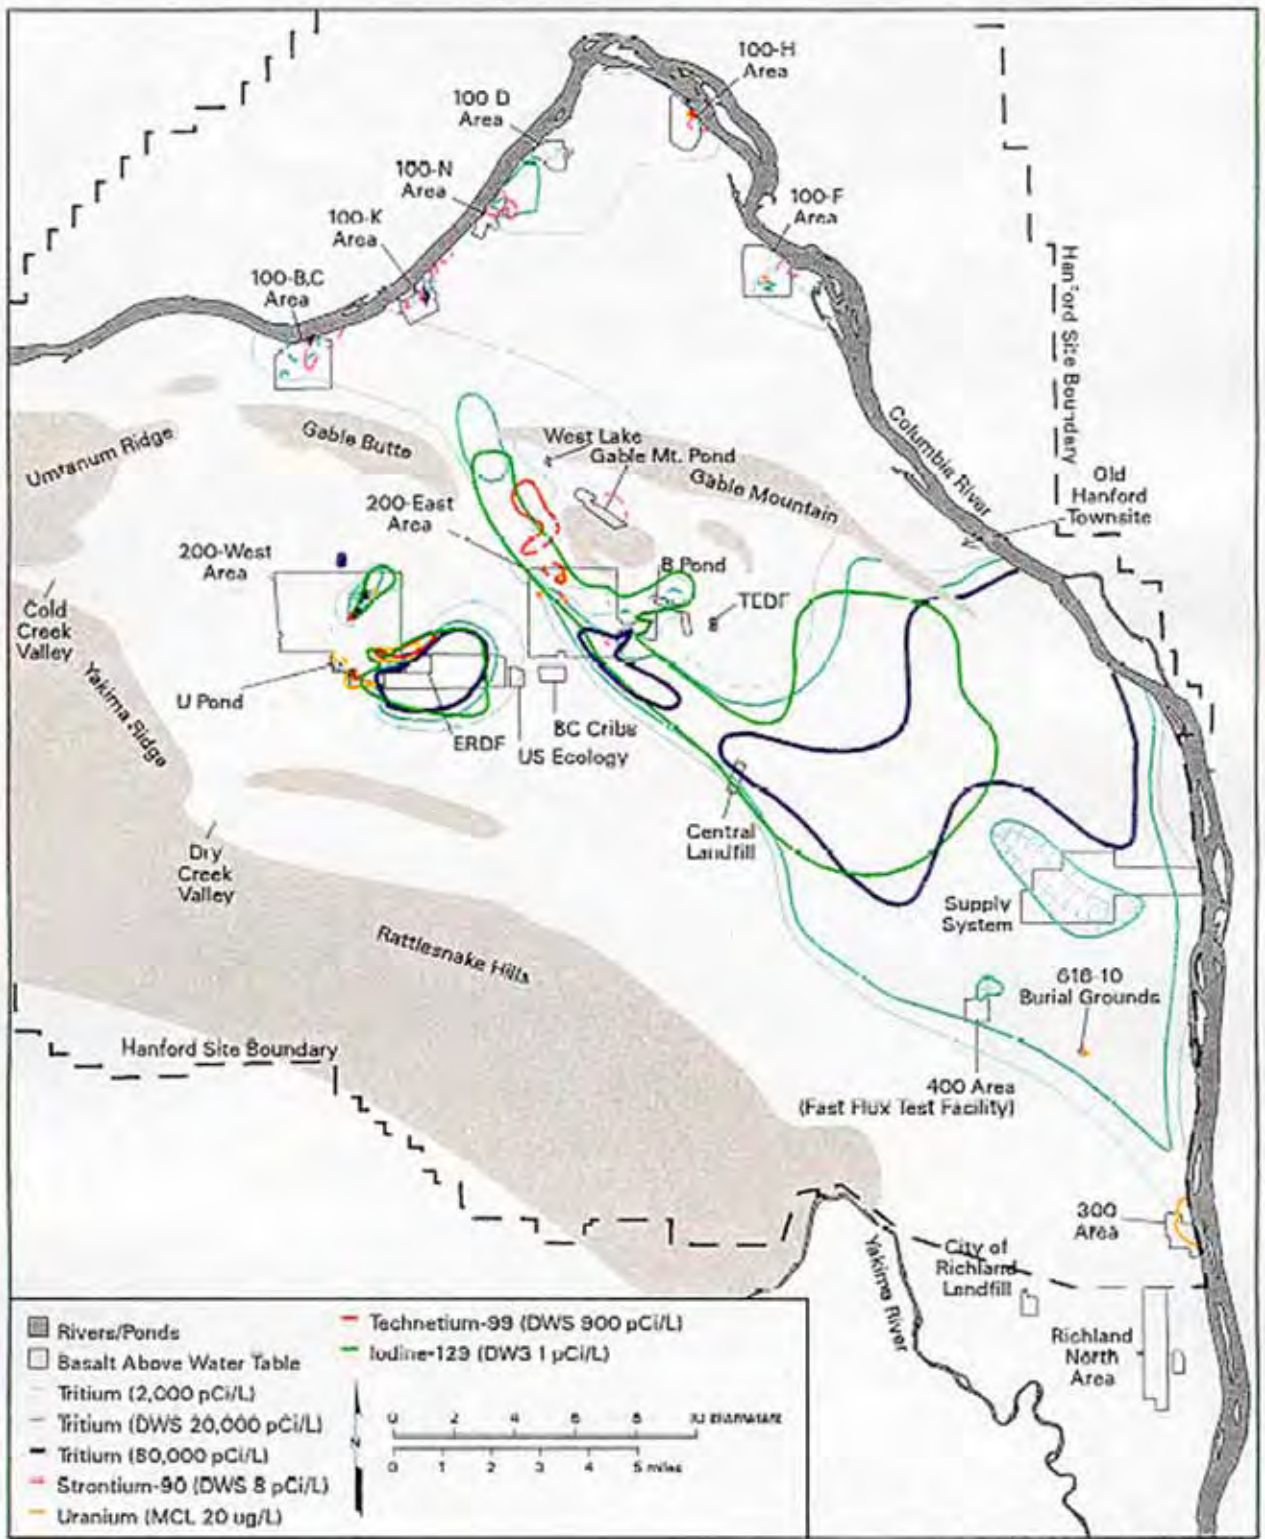 100-H
Area
100 D
Area
100-N
Area
100-F
Area
100-K
Area
100-B,C
Area
Hanford Site Boundary
Columbia River
Umtanum Ridge
Gable Butte
West Lake
Gable Mt. Pond
Gable Mountain
Old
Hanford
Townsite
200-East
Area
200-West
Area
B Pond
TEDF
Cold
Creek
Valley
Yakima Ridge
U Pond
ERDF
BC Cribs
US Ecology
Central
Landfill
Dry
Creek
Valley
Supply
System
Rattlesnake Hills
618-10
Burial Grounds
Hanford Site Boundary
400 Area
(Fast Flux Test Facility)
300
Area
City of
Richland
Landfill
Yakima River
Richland
North
Area
Rivers/Ponds
Basalt Above Water Table
Tritium (2,000 pCi/L)
Tritium (DWS 20,000 pCi/L)
Tritium (80,000 pCi/L)
Strontium-90 (DWS 8 pCi/L)
Uranium (MCL 20 ug/L)
Technetium-99 (DWS 900 pCi/L)
Iodine-129 (DWS 1 pCi/L)
N
0 2 4 6 8 10 kilometers
0 1 2 3 4 5 miles